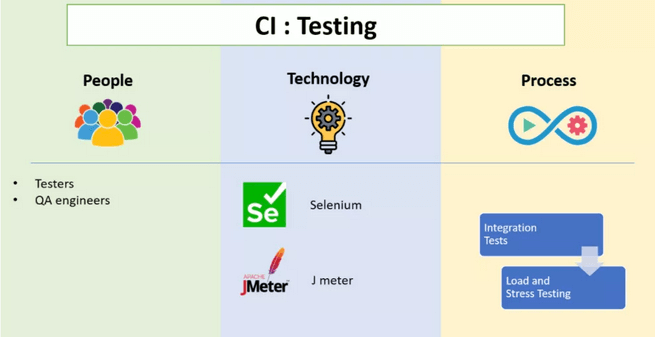 CI : Testing
People
Technology
Process
• Testers
• QA engineers
Se
Selenium
APACHE
JMeter
J meter
Integration
Tests
Load and
Stress Testing